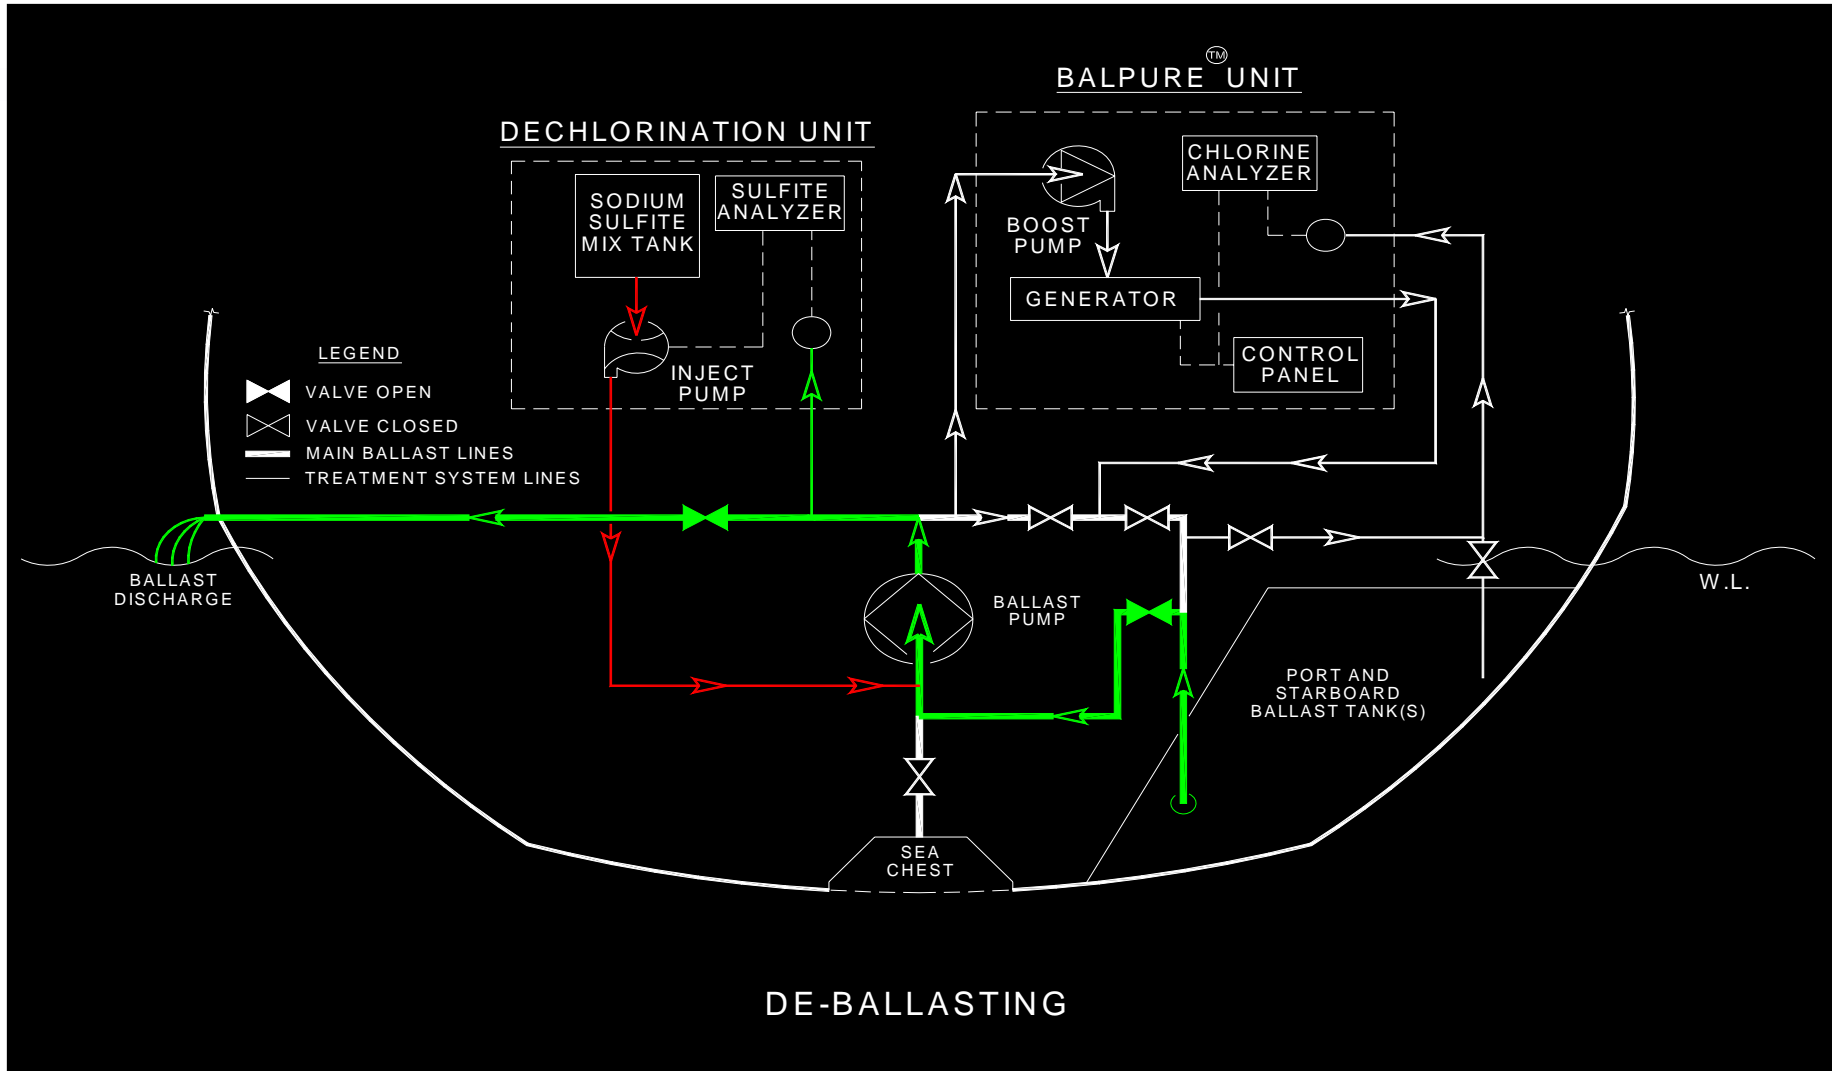 BALPURE TM UNIT
DECHLORINATION UNIT
SODIUM
SULFITE
MIX TANK
SULFITE
ANALYZER
CHLORINE
ANALYZER
BOOST
PUMP
GENERATOR
CONTROL
PANEL
INJECT
PUMP
LEGEND
VALVE OPEN
VALVE CLOSED
MAIN BALLAST LINES
TREATMENT SYSTEM LINES
BALLAST
DISCHARGE
BALLAST
PUMP
W.L.
PORT AND
STARBOARD
BALLAST TANK(S)
SEA
CHEST
DE-BALLASTING